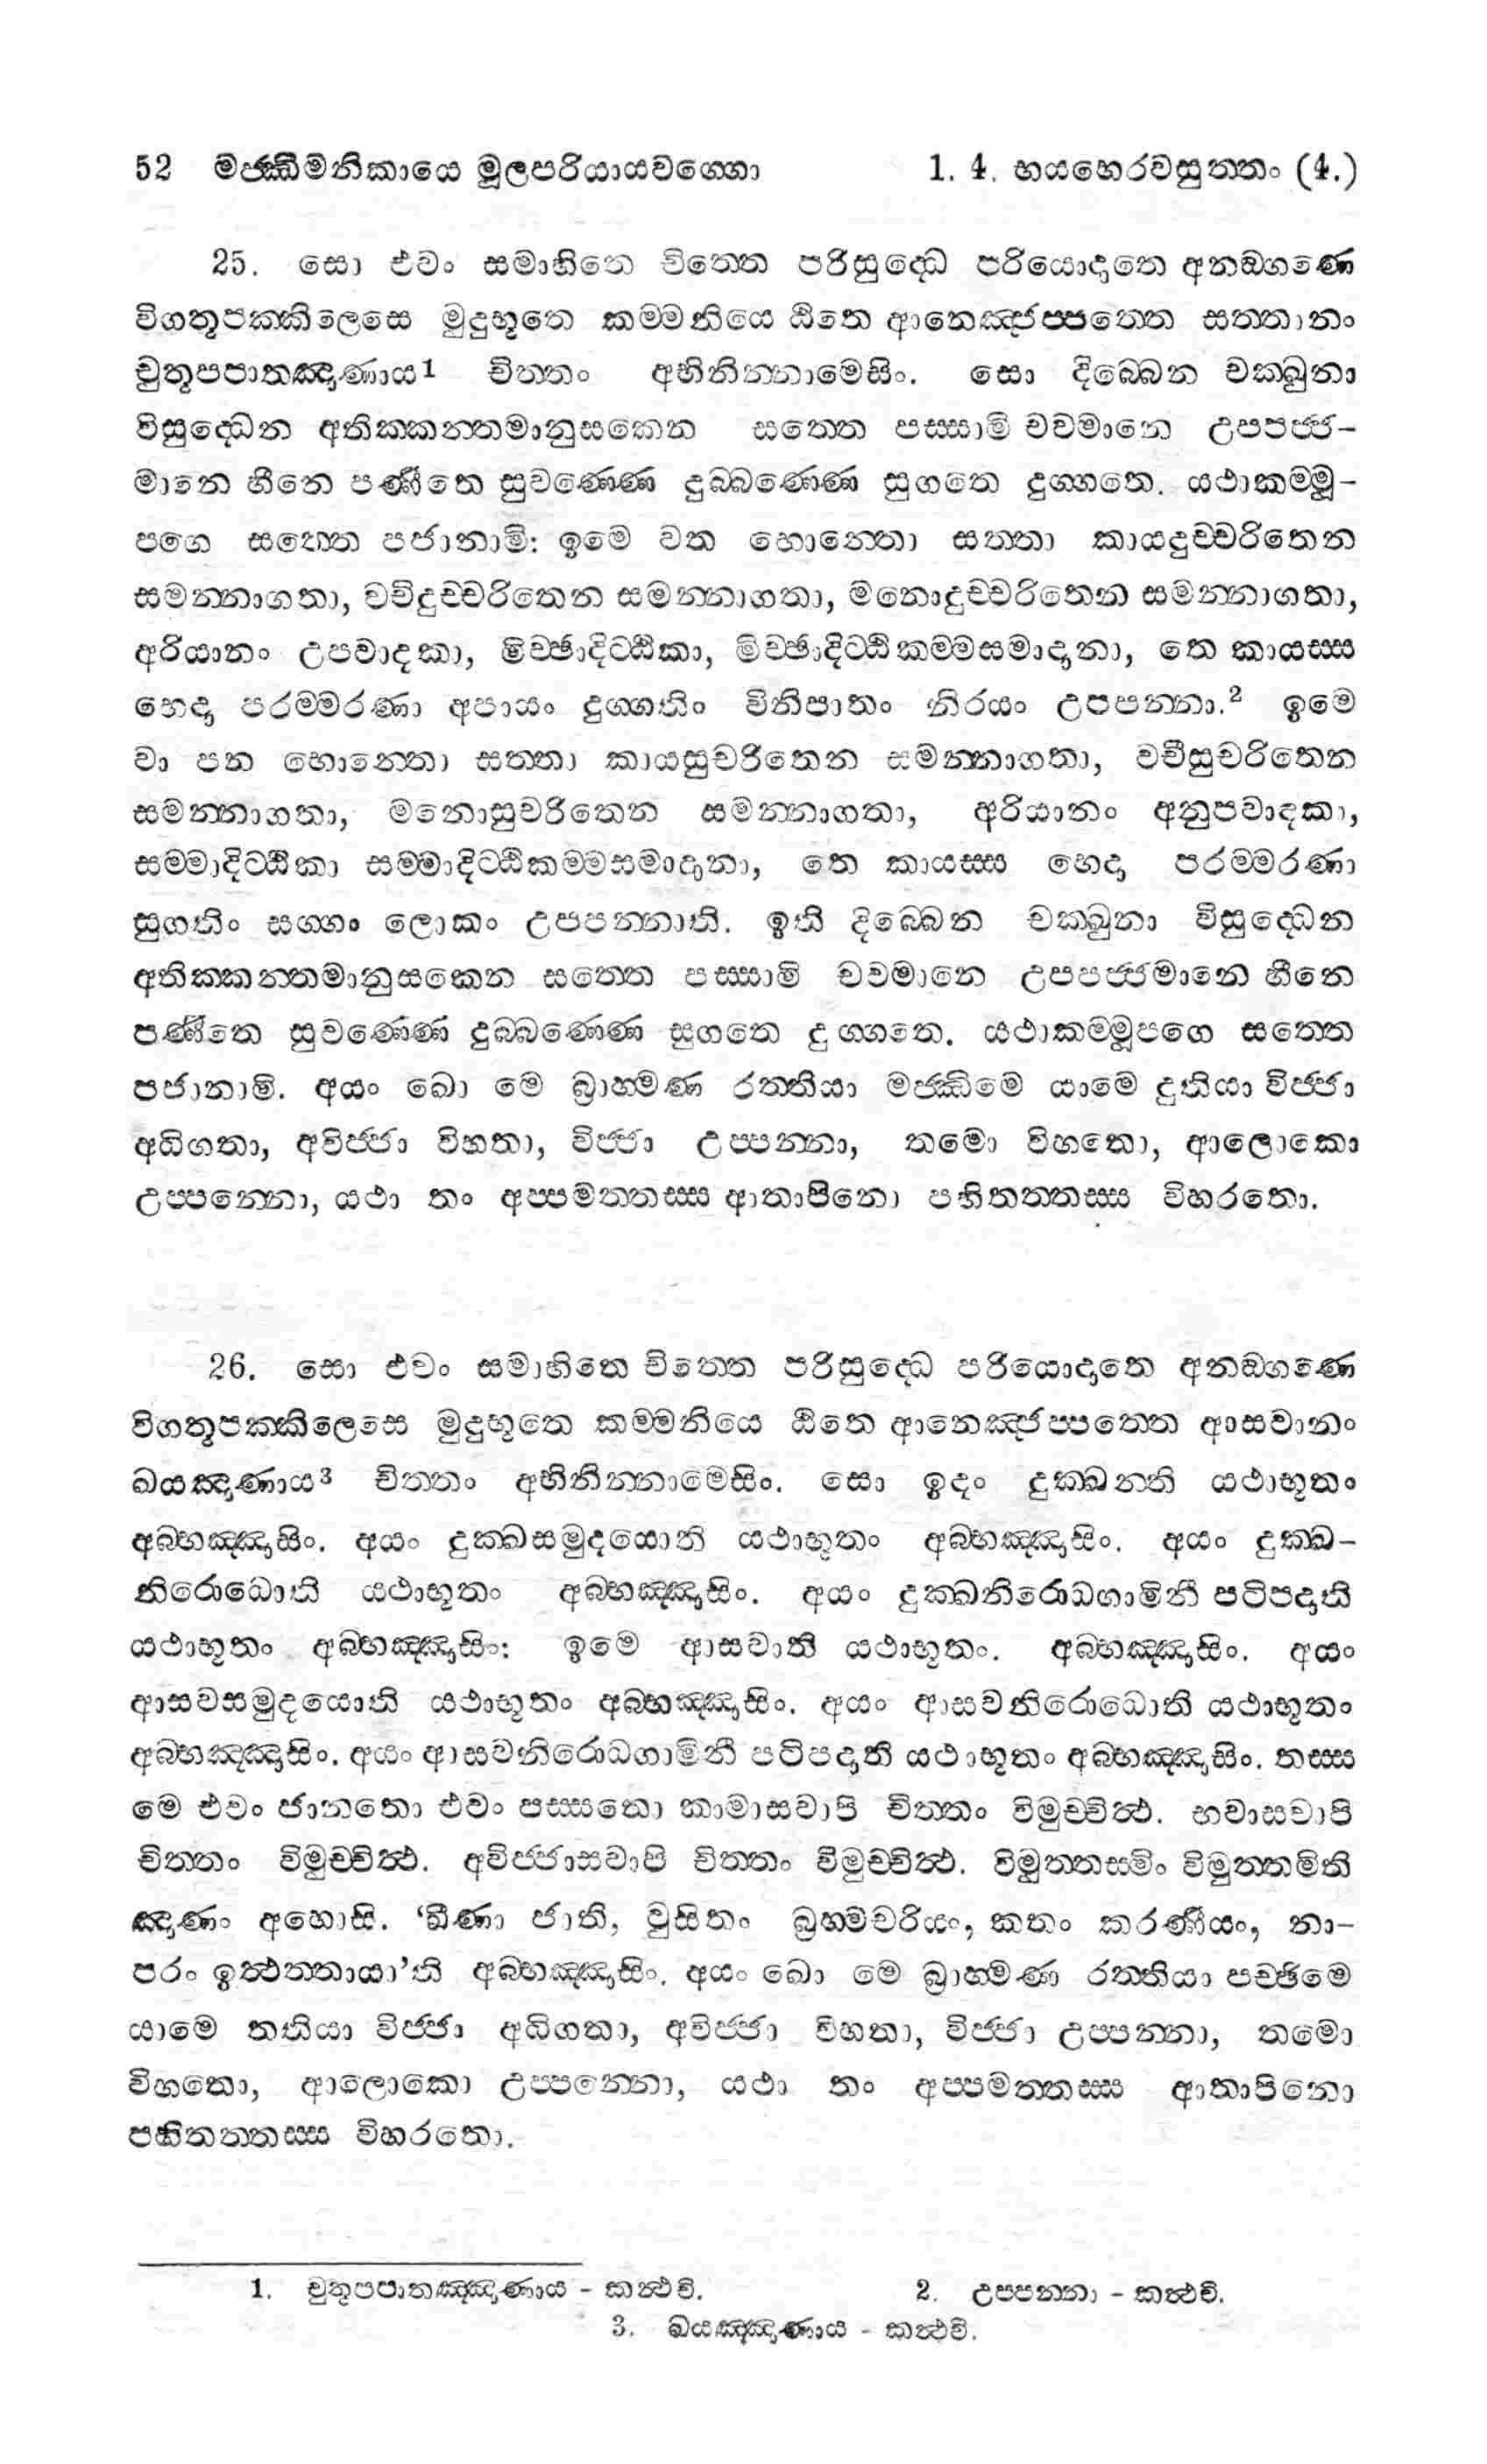 52 මජ්ඣිමනිකායෙ මූලපරියායවග්ගො 1. 4. භයභෙරවසුත්තං (4.)
25. සො එවං සමාහිතෙ චිත්තෙ පරිසුද්ධෙ පරියොදාතෙ අනඞ්ගණෙ
විගතූපක්කිලෙසෙ මුදුභූතෙ කම්මනියෙ ඨිතෙ ආනෙඤ්ජප්පත්තෙ සත්තානං
චුතූපපාතඤාණාය1 චිත්තං අභිනින්නාමෙසිං. සො දිබ්බෙන චක්ඛුනා
විසුද්ධෙන අතික්කන්තමානුසකෙන සත්තෙ පස්සාමි චවමානෙ උපපජ්ජ-
මානෙ හීනෙ පණීතෙ සුවණ්ණෙ දුබ්බණ්ණෙ සුගතෙ දුග්ගතෙ. යථාකම්මූ-
පගෙ සත්තෙ පජානාමි: ඉමෙ වත භොන්තො සත්තා කායදුච්චරිතෙන
සමන්නාගතා, වචිදුච්චරිතෙන සමන්නාගතා, මනොදුච්චරිතෙන සමන්නාගතා,
අරියානං උපවාදකා, මිච්ඡාදිට්ඨිකා, මිච්ඡාදිට්ඨිකම්මසමාදානා, තෙ කායස්ස
භෙදා පරම්මරණා අපායං දුග්ගතිං විනිපාතං නිරයං උපපන්නා.2 ඉමෙ
වා පන භොන්තො සත්තා කායසුචරිතෙන සමන්නාගතා, වචීසුචරිතෙන
සමන්නාගතා, මනොසුචරිතෙන සමන්නාගතා, අරියානං අනුපවාදකා,
සම්මාදිට්ඨිකා සම්මාදිට්ඨිකම්මසමාදානා, තෙ කායස්ස භෙදා පරම්මරණා
සුගතිං සග්ගං ලොකං උපපන්නාති. ඉති දිබ්බෙන චක්ඛුනා විසුද්ධෙන
අතික්කන්තමානුසකෙන සත්තෙ පස්සාමි චවමානෙ උපපජ්ජමානෙ හීනෙ
පණීතෙ සුවණ්ණෙ දුබ්බණ්ණෙ සුගතෙ දුග්ගතෙ. යථාකම්මූපගෙ සත්තෙ
පජානාමි. අයං ඛො මෙ බ්‍රාහ්මණ රත්තියා මජ්ඣිමෙ යාමෙ දුතියා විජ්ජා
අධිගතා, අවිජ්ජා විහතා, විජ්ජා උප්පන්නා, තමො විහතො, ආලොකො
උප්පන්නො, යථා තං අප්පමත්තස්ස ආතාපිනො පහිතත්තස්ස විහරතො.
26. සො එවං සමාහිතෙ චිත්තෙ පරිසුද්ධෙ පරියොදාතෙ අනඞ්ගණෙ
විගතූපක්කිලෙසෙ මුදුභූතෙ කම්මනියෙ ඨිතෙ ආනෙඤ්ජප්පත්තෙ ආසවානං
ඛයඤාණාය3 චිත්තං අභිනින්නාමෙසිං. සො ඉදං දුක්ඛන්ති යථාභූතං
අබ්භඤ්ඤාසිං. අයං දුක්ඛසමුදයොති යථාභූතං අබ්භඤ්ඤාසිං. අයං දුක්ඛ-
නිරොධොති යථාභූතං අබ්භඤ්ඤාසිං. අයං දුක්ඛනිරොධගාමිනී පටිපදාති
යථාභූතං අබ්භඤ්ඤාසිං: ඉමෙ ආසවාති යථාභූතං. අබ්භඤ්ඤාසිං. අයං
ආසවසමුදයොති යථාභූතං අබ්භඤ්ඤාසිං. අයං ආසවනිරොධොති යථාභූතං
අබ්භඤ්ඤාසිං. අයං ආසවනිරොධගාමිනී පටිපදාති යථාභූතං අබ්භඤ්ඤාසිං. තස්ස
මෙ එවං ජානතො එවං පස්සතො කාමාසවාපි චිත්තං විමුච්චිත්ථ. භවාසවාපි
චිත්තං විමුච්චිත්ථ. අවිජ්ජාසවාපි චිත්තං විමුච්චිත්ථ. විමුත්තස්මිං විමුත්තමිති
ඤාණං අහොසි. ‘ඛීණා ජාති, වුසිතං බ්‍රහ්මචරියං, කතං කරණීයං, නා-
පරං ඉත්ථත්තායා’ති අබ්භඤ්ඤාසිං. අයං ඛො මෙ බ්‍රාහ්මණ රත්තියා පච්ඡිමෙ
යාමෙ තතියා විජ්ජා අධිගතා, අවිජ්ජා විහතා, විජ්ජා උප්පන්නා, තමො
විහතො, ආලොකො උප්පන්නො, යථා තං අප්පමත්තස්ස ආතාපිනො
පහිතත්තස්ස විහරතො.
1. චුතූපපාතඤ්ඤාණාය - කත්ථචි. 2. උප්පන්නා - කත්ථචි.
3. ඛයඤ්ඤාණාය - කත්ථචි.